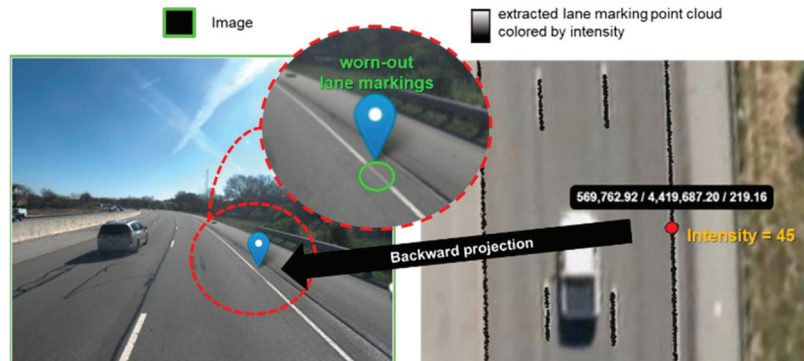 Image
extracted lane marking point cloud
colored by intensity
worn-out
lane markings
569,762.92 / 4,419,687.20 / 219.16
Intensity = 45
Backward projection